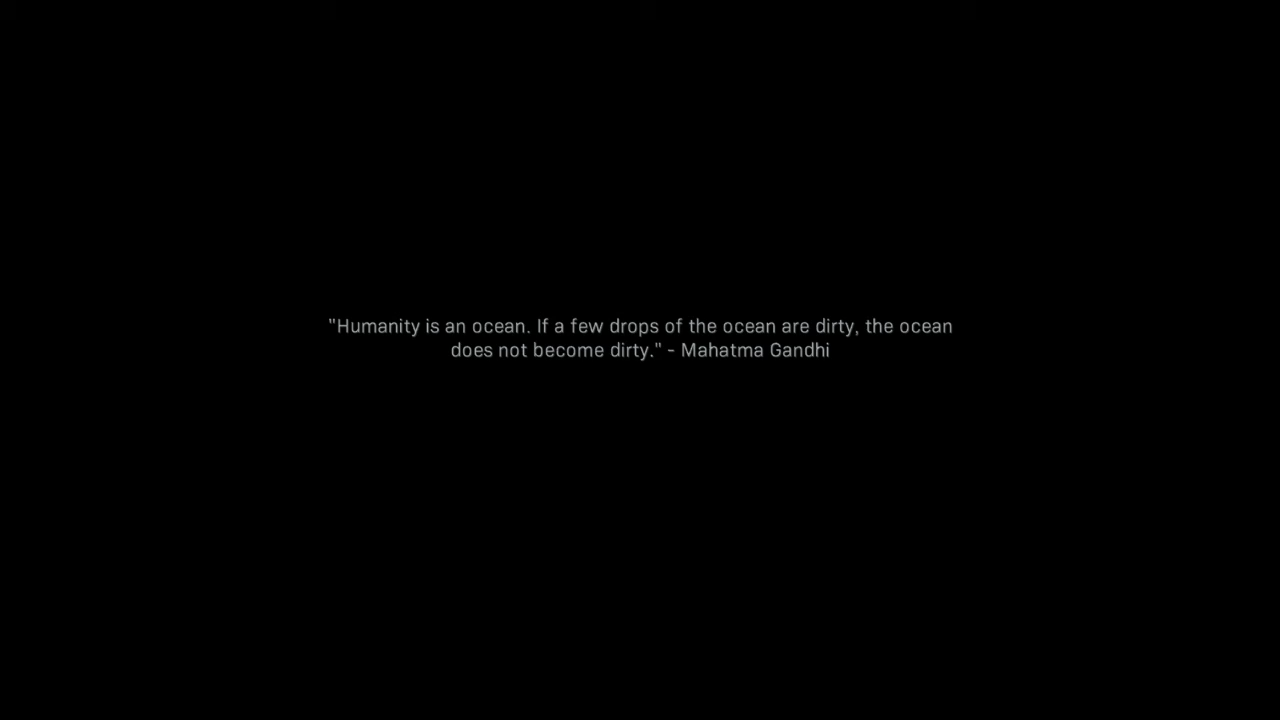 "Humanity is an ocean. If a few drops of the ocean are dirty, the ocean
does not become dirty." - Mahatma Gandhi